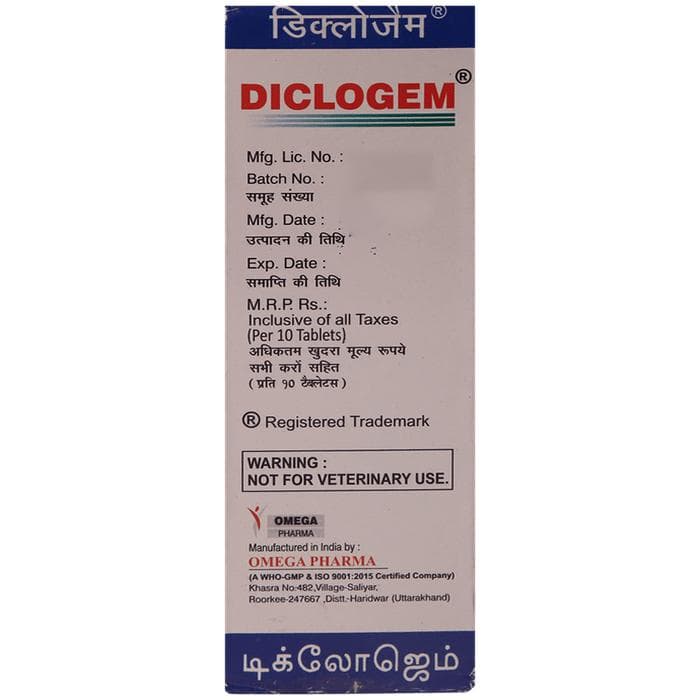 डिक्लोजैम®
DICLOGEM®
Mfg. Lic. No. :
Batch No. :
समूह संख्या
Mfg. Date :
उत्पादन की तिथि
Exp. Date :
समाप्ति की तिथि
M.R.P. Rs.:
Inclusive of all Taxes
(Per 10 Tablets)
अधिकतम खुदरा मूल्य रूपये
सभी करों सहित
( प्रति १० टैब्लेटस )
® Registered Trademark
WARNING :
NOT FOR VETERINARY USE.
OMEGA
PHARMA
Manufactured in India by :
OMEGA PHARMA
(A WHO-GMP & ISO 9001:2015 Certified Company)
Khasra No:482,Village-Saliyar,
Roorkee-247667 ,Distt.-Haridwar (Uttarakhand)
டிக்லோஜெம்